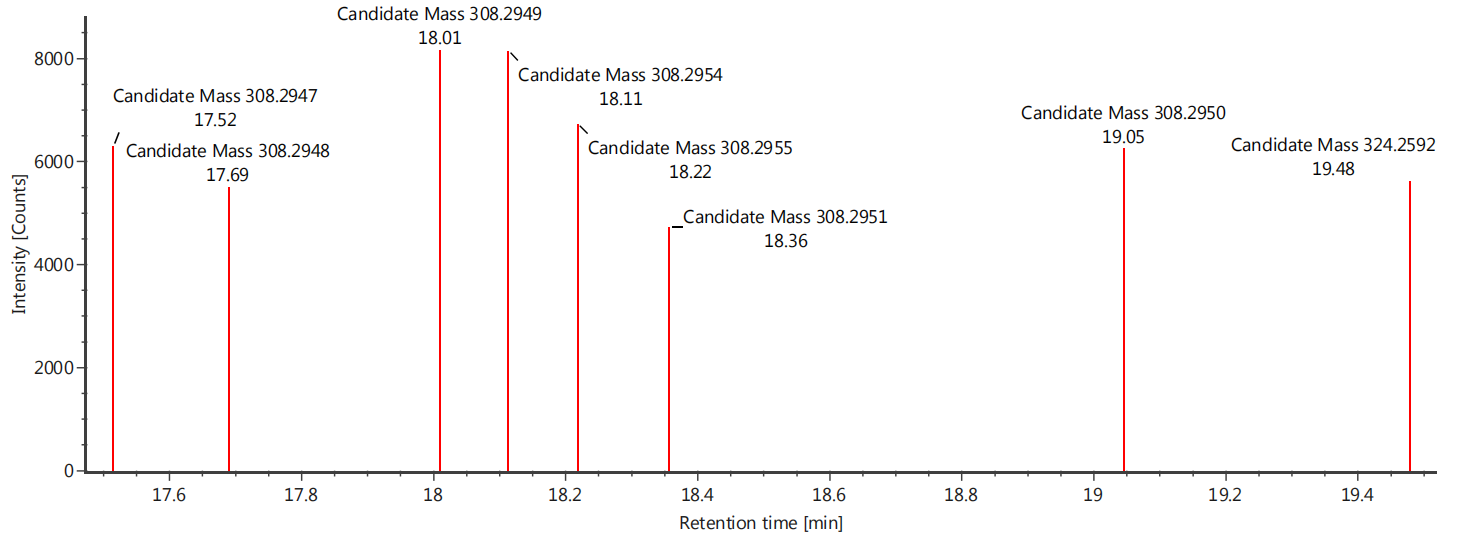 Candidate Mass 308.2949
18.01
Candidate Mass 308.2954
18.11
Candidate Mass 308.2947
17.52
Candidate Mass 308.2948
17.69
Candidate Mass 308.2955
18.22
Candidate Mass 308.2951
18.36
Candidate Mass 308.2950
19.05
Candidate Mass 324.2592
19.48
Intensity [Counts]
8000
6000
4000
2000
0
17.6 17.8 18 18.2 18.4 18.6 18.8 19 19.2 19.4
Retention time [min]